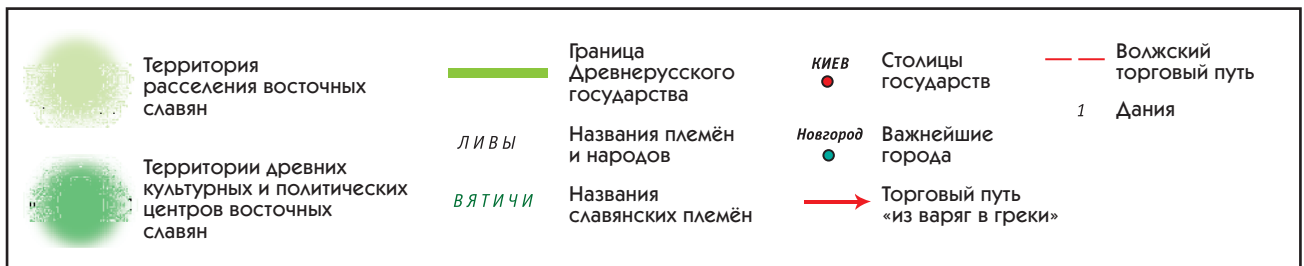 Территория
расселения восточных
славян
Территории древних
культурных и политических
центров восточных
славян
Граница
Древнерусского
государства
ЛИВЫ
Названия племён
и народов
ВЯТИЧИ
Названия
славянских племён
КИЕВ
Столицы
государств
Новгород
Важнейшие
города
Торговый путь
«из варяг в греки»
Волжский
торговый путь
1
Дания